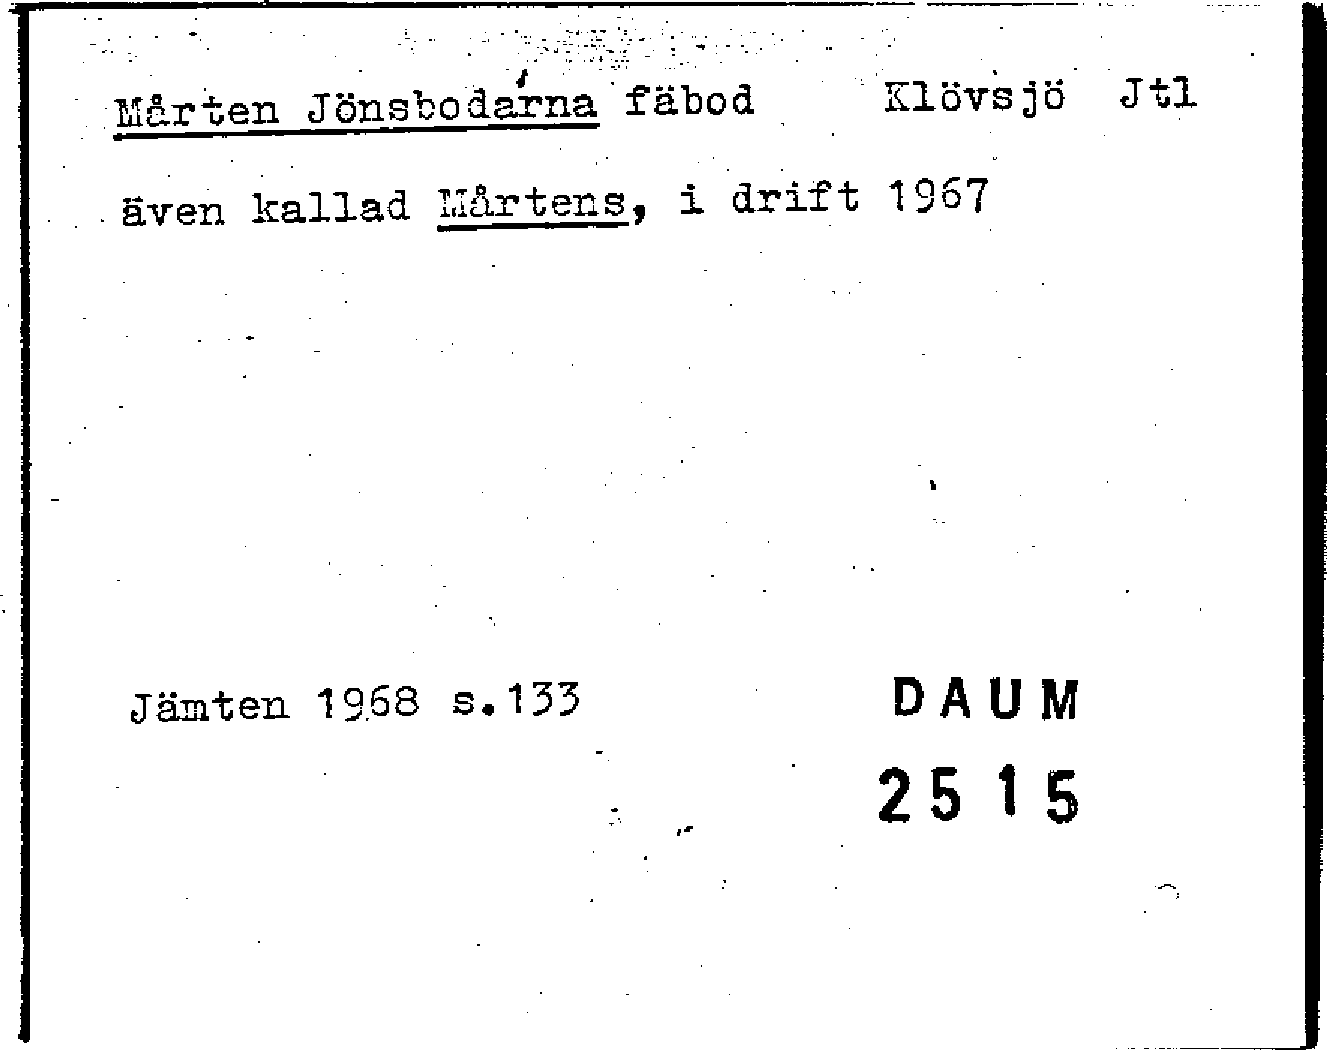 Mårten Jönsbodarna fäbod Klövsjö Jtl
även kallad Mårtens, i drift 1967
Jämten 1968 s.133
DAUM
2515